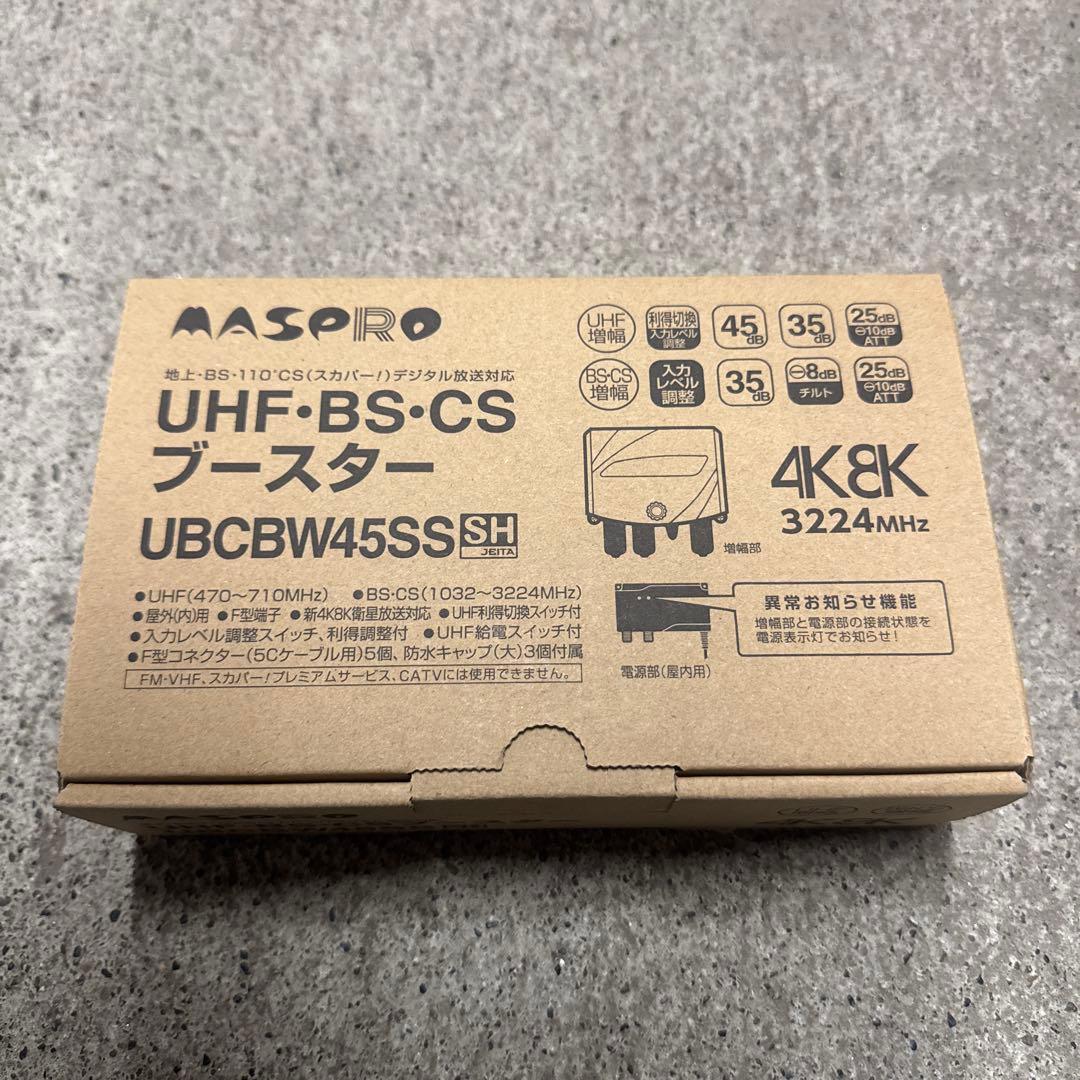 MASPRO
地上・BS・110°CS(スカパー!)デジタル放送対応
UHF・BS・CS
ブースター
UBCBW45SS SH
JEITA
UHF
増幅
利得切換
入力レベル
調整
45dB
35dB
25dB
⊖10dB
ATT
BS・CS
増幅
入力
レベル
調整
35dB
⊖8dB
チルト
25dB
⊖10dB
ATT
4K8K
3224MHz
増幅部
●UHF(470〜710MHz) ●BS・CS(1032〜3224MHz)
●屋外(内)用 ●F型端子 ●新4K8K衛星放送対応 ●UHF利得切換スイッチ付
●入力レベル調整スイッチ、利得調整付 ●UHF給電スイッチ付
●F型コネクター(5Cケーブル用)5個、防水キャップ(大)3個付属
FM・VHF、スカパー!プレミアムサービス、CATVには使用できません。
異常お知らせ機能
増幅部と電源部の接続状態を
電源表示灯でお知らせ!
電源部(屋内用)
MASPRO